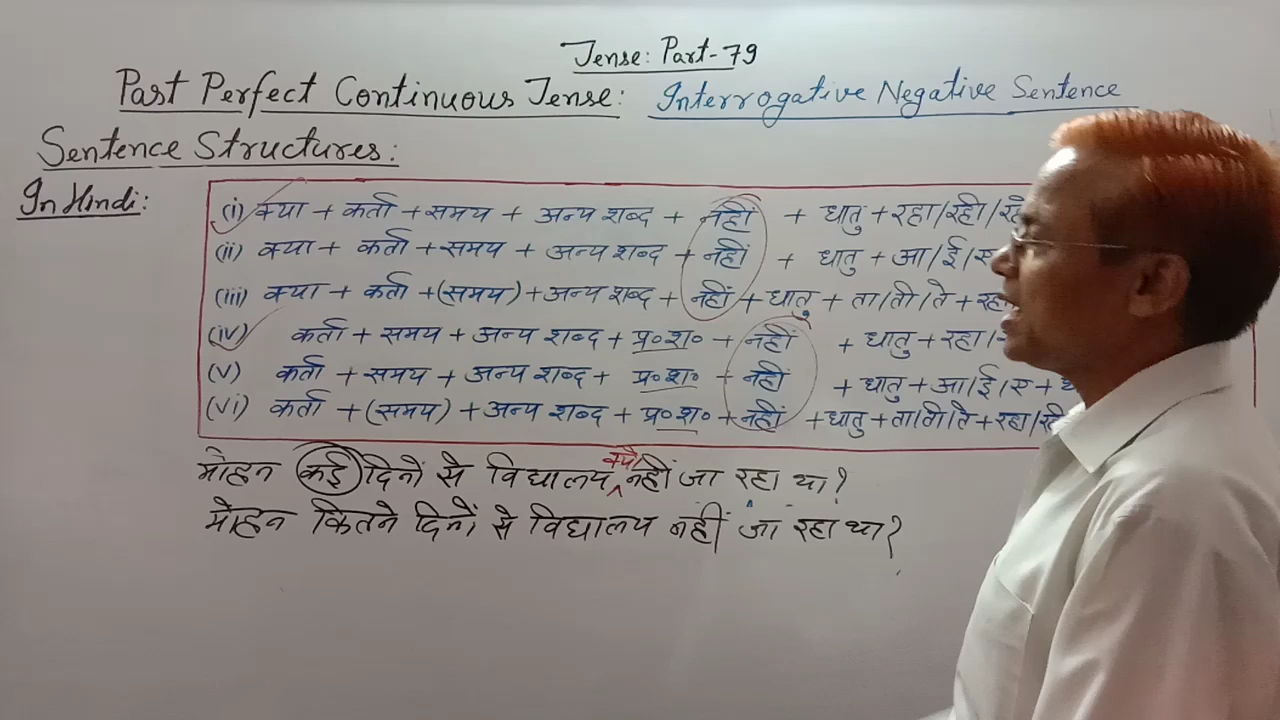 Tense: Part-79
Past Perfect Continuous Tense: Interrogative Negative Sentence
Sentence Structures:
In Hindi:
(i) क्या + कर्ता + समय + अन्य शब्द + नहीं + धातु + रहा/रही/रहे
(ii) क्या + कर्ता + समय + अन्य शब्द + नहीं + धातु + आ/ई/ए
(iii) क्या + कर्ता + (समय) + अन्य शब्द + नहीं + धातु + ता/ती/ते + रहा
(iv) कर्ता + समय + अन्य शब्द + प्र॰श॰ + नहीं + धातु + रहा/
(v) कर्ता + समय + अन्य शब्द + प्र॰श॰ + नहीं + धातु + आ/ई/ए +
(vi) कर्ता + (समय) + अन्य शब्द + प्र॰श॰ + नहीं + धातु + ता/ती/ते + रहा/
मोहन कई दिनों से विद्यालय क्यों नहीं जा रहा था?
मोहन कितने दिनों से विद्यालय नहीं जा रहा था?